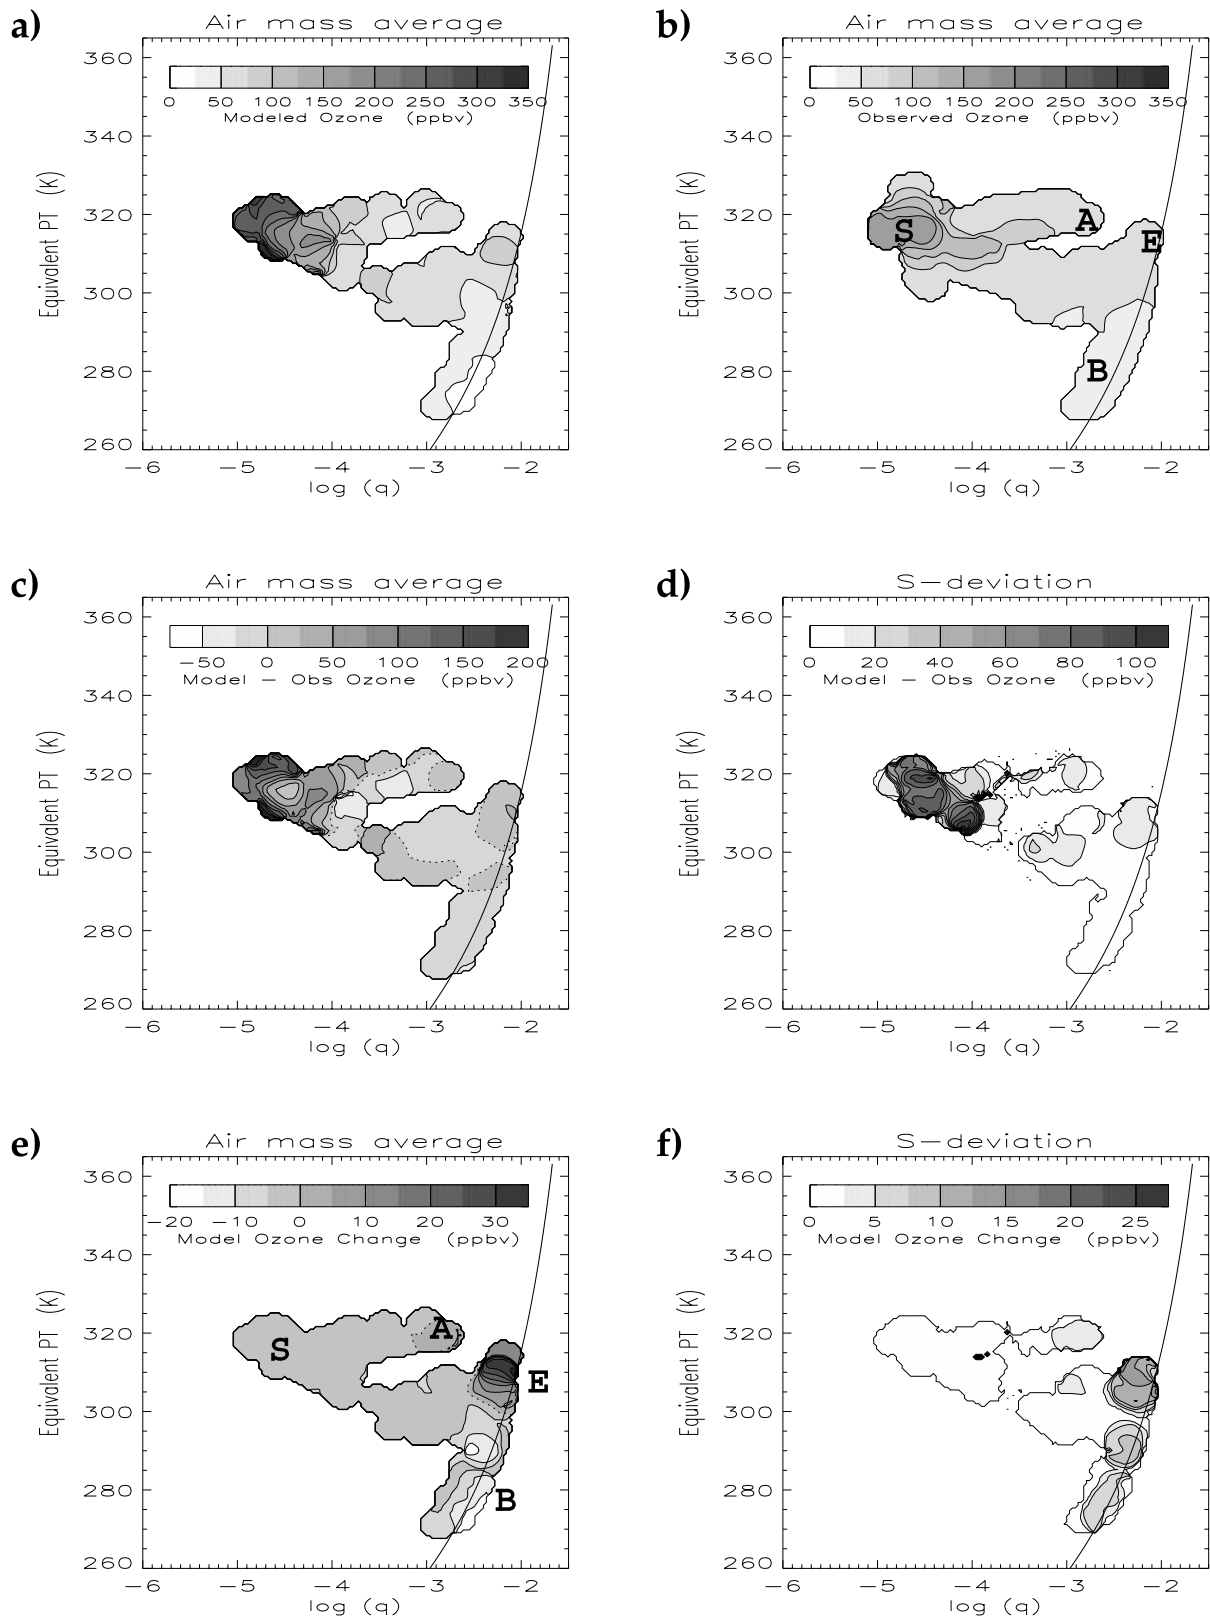 a)
Air mass average
360
340
320
300
280
260
Equivalent PT (K)
0 50 100 150 200 250 300 350
Modeled Ozone (ppbv)
−6 −5 −4 −3 −2
log (q)
b)
Air mass average
360
340
320
300
280
260
Equivalent PT (K)
0 50 100 150 200 250 300 350
Observed Ozone (ppbv)
S
A
E
B
−6 −5 −4 −3 −2
log (q)
c)
Air mass average
360
340
320
300
280
260
Equivalent PT (K)
−50 0 50 100 150 200
Model − Obs Ozone (ppbv)
−6 −5 −4 −3 −2
log (q)
d)
S−deviation
360
340
320
300
280
260
Equivalent PT (K)
0 20 40 60 80 100
Model − Obs Ozone (ppbv)
−6 −5 −4 −3 −2
log (q)
e)
Air mass average
360
340
320
300
280
260
Equivalent PT (K)
−20 −10 0 10 20 30
Model Ozone Change (ppbv)
S
A
E
B
−6 −5 −4 −3 −2
log (q)
f)
S−deviation
360
340
320
300
280
260
Equivalent PT (K)
0 5 10 15 20 25
Model Ozone Change (ppbv)
−6 −5 −4 −3 −2
log (q)